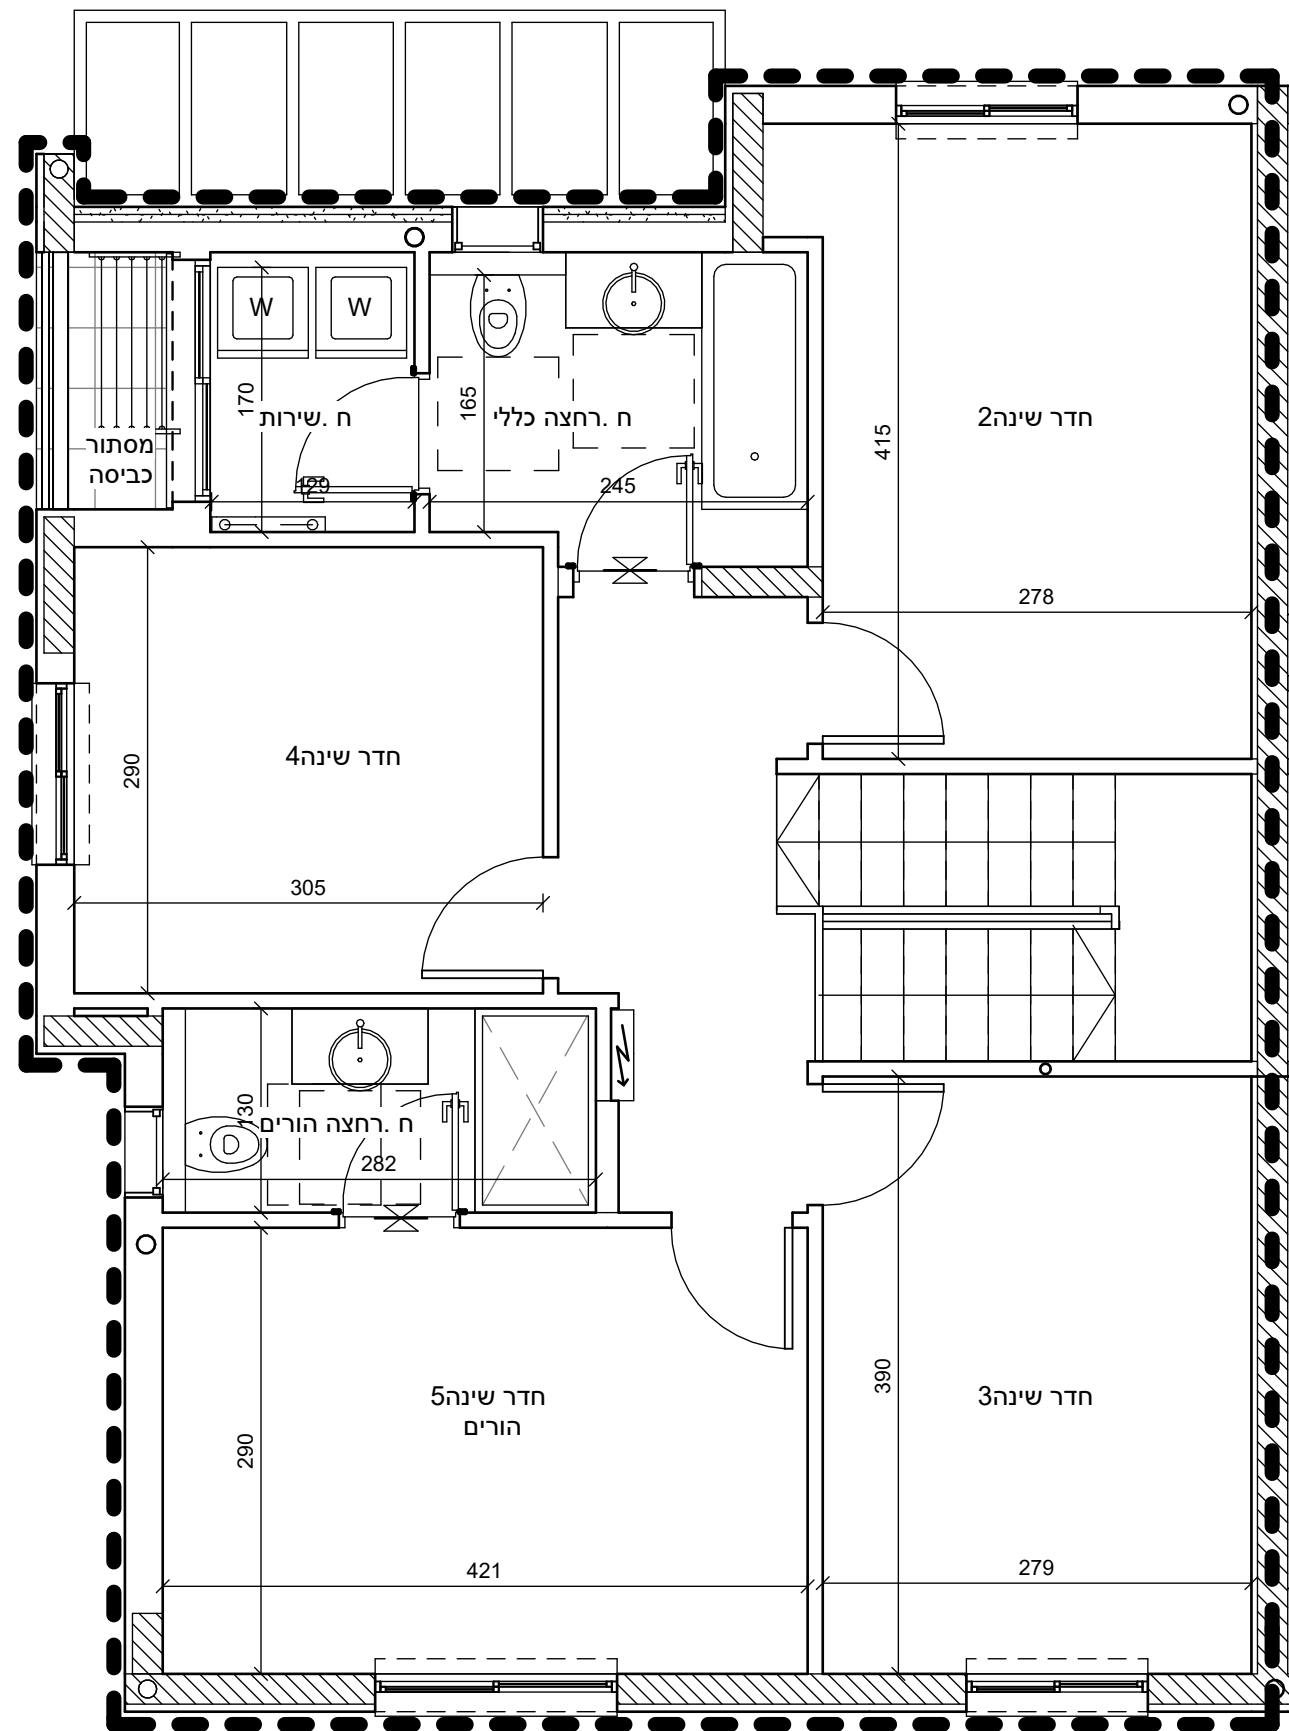 W
W
170
ח .שירות
129
165
ח .רחצה כללי
245
מסתור
כביסה
415
חדר שינה2
278
290
חדר שינה4
305
130
ח .רחצה הורים
282
חדר שינה5
הורים
290
421
390
חדר שינה3
279